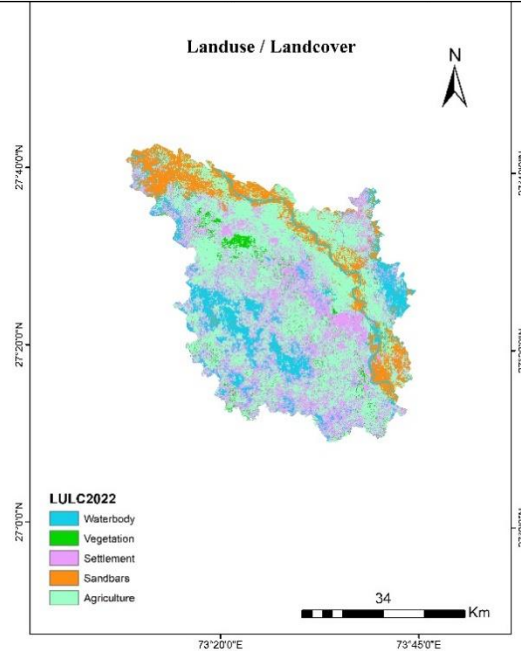 Landuse / Landcover
N
27°40'0"N
27°20'0"N
27°0'0"N
LULC2022
Waterbody
Vegetation
Settlement
Sandbars
Agriculture
34
Km
73°20'0"E
73°45'0"E